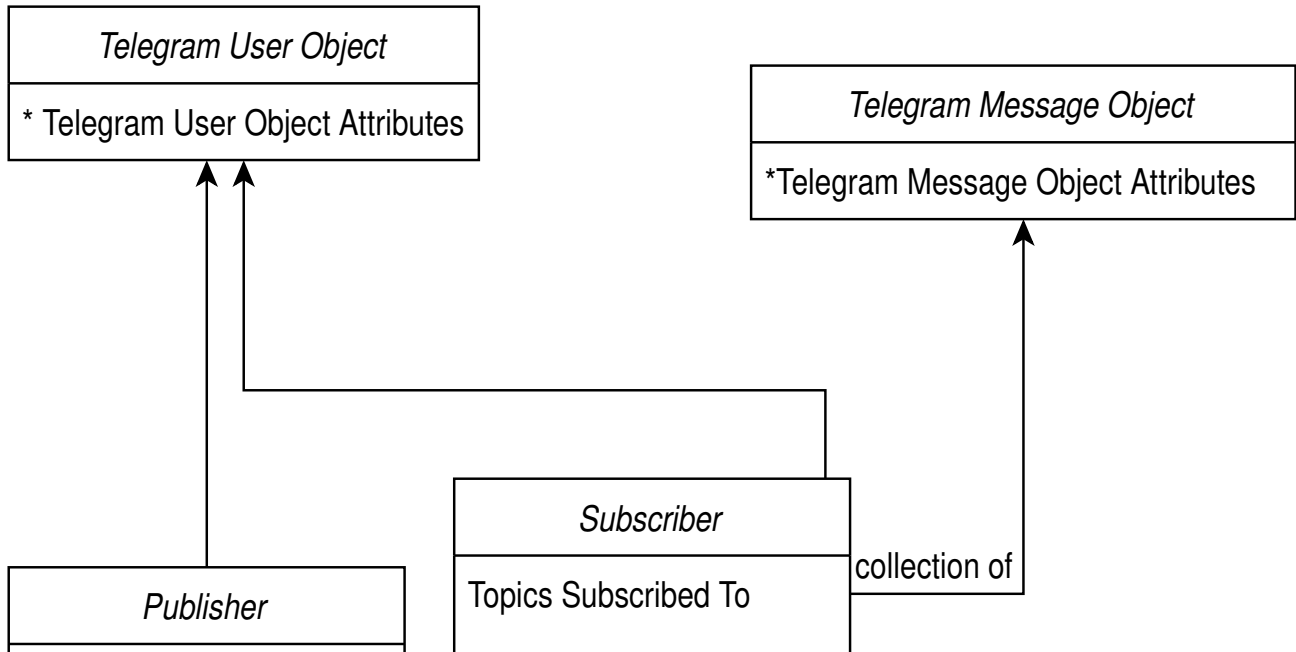 Telegram User Object
* Telegram User Object Attributes
Telegram Message Object
*Telegram Message Object Attributes
Subscriber
Topics Subscribed To
collection of
Publisher